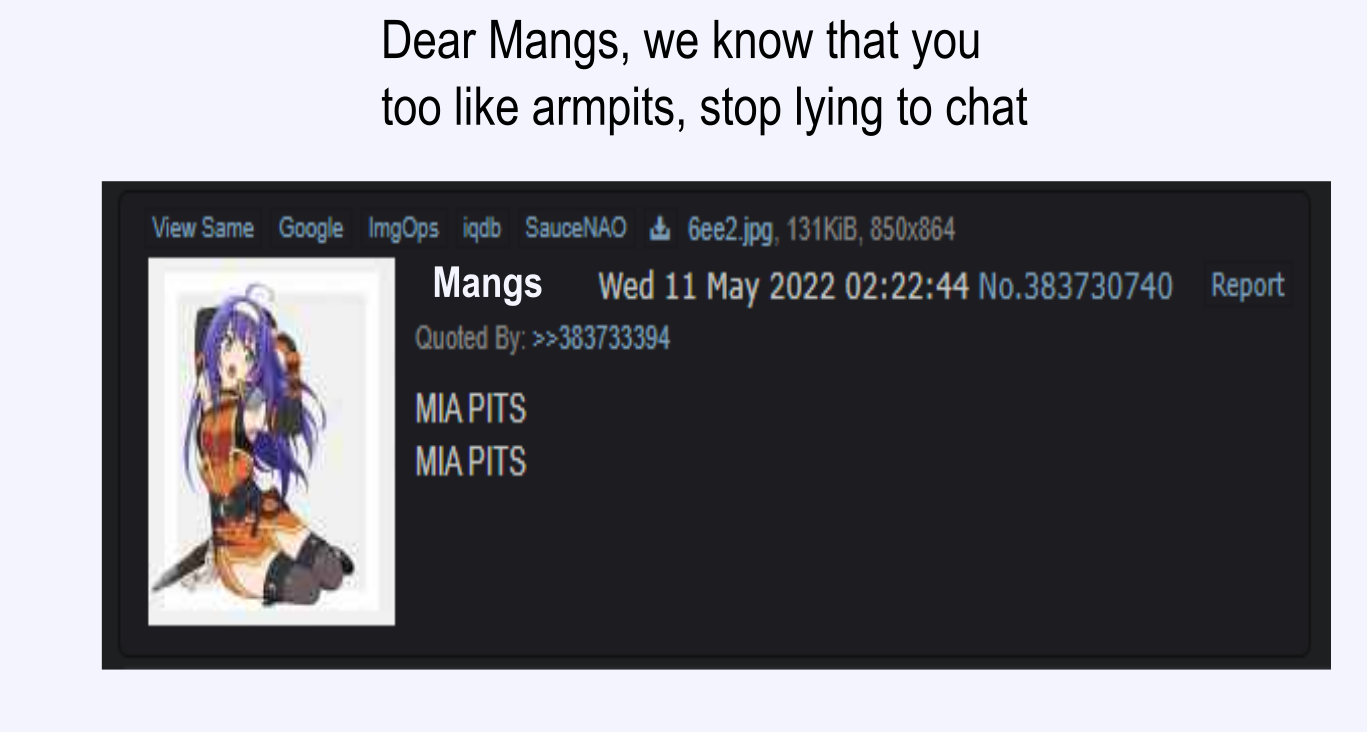 Dear Mangs, we know that you
too like armpits, stop lying to chat
View Same Google ImgOps iqdb SauceNAO 6ee2.jpg, 131KiB, 850x864
Mangs Wed 11 May 2022 02:22:44 No.383730740 Report
Quoted By: >>383733394
MIA PITS
MIA PITS